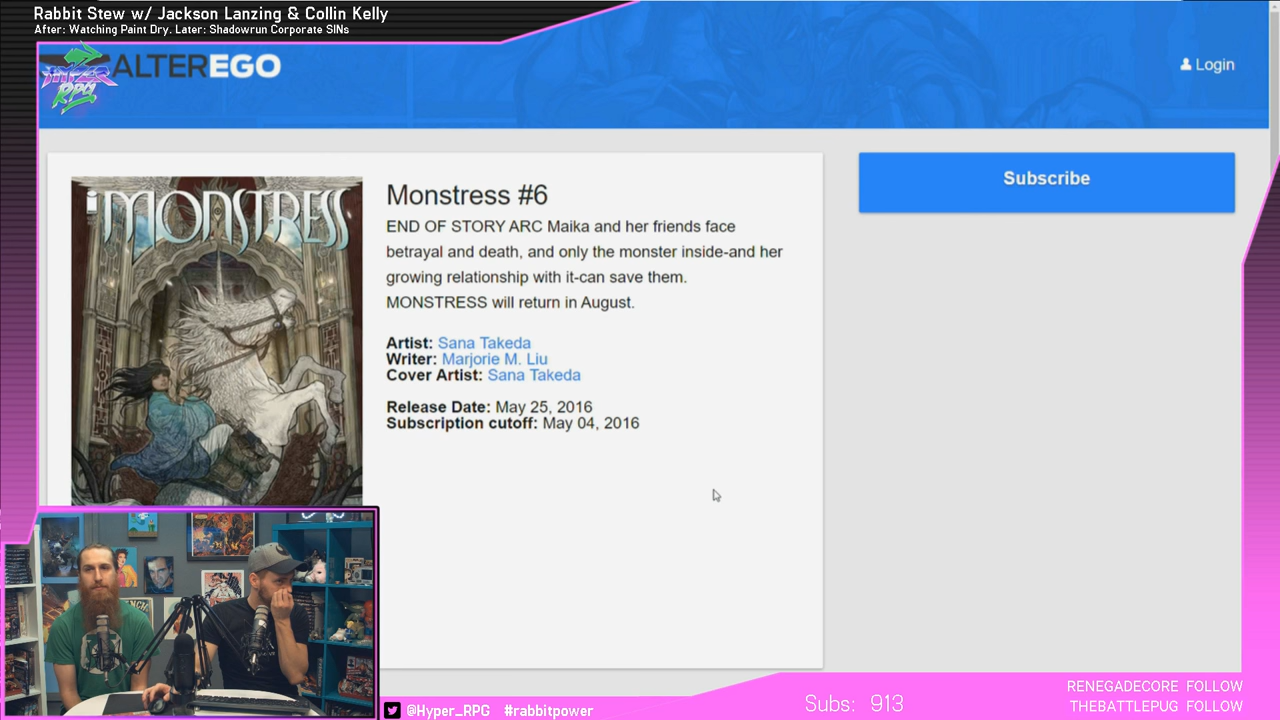 Rabbit Stew w/ Jackson Lanzing & Collin Kelly
After: Watching Paint Dry. Later: Shadowrun Corporate SINs
HYPER
RPG
ALTEREGO
Login
i MONSTRESS
Monstress #6
END OF STORY ARC Maika and her friends face
betrayal and death, and only the monster inside-and her
growing relationship with it-can save them.
MONSTRESS will return in August.
Artist: Sana Takeda
Writer: Marjorie M. Liu
Cover Artist: Sana Takeda
Release Date: May 25, 2016
Subscription cutoff: May 04, 2016
Subscribe
@Hyper_RPG #rabbitpower
Subs: 913
RENEGADECORE FOLLOW
THEBATTLEPUG FOLLOW